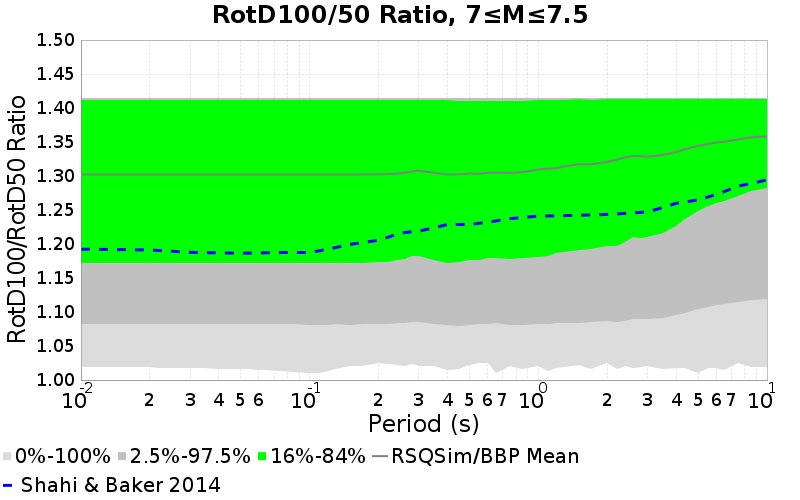 RotD100/50 Ratio, 7≤M≤7.5
RotD100/RotD50 Ratio
1.50
1.45
1.40
1.35
1.30
1.25
1.20
1.15
1.10
1.05
1.00
10-2 2 3 4 5 6 10-1 2 3 4 5 6 7 100 2 3 4 5 6 7 101
Period (s)
0%-100% 2.5%-97.5% 16%-84% RSQSim/BBP Mean
Shahi & Baker 2014